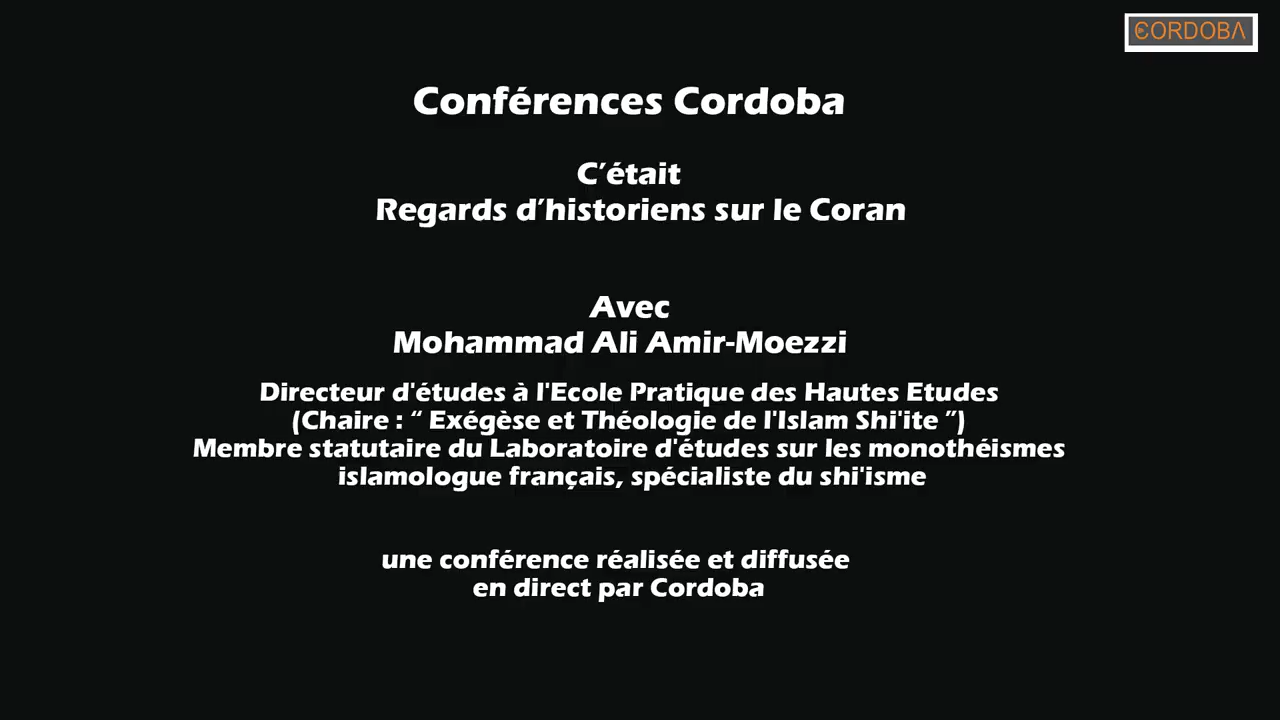 CORDOBA
Conférences Cordoba
C’était
Regards d’historiens sur le Coran
Avec
Mohammad Ali Amir-Moezzi
Directeur d'études à l'Ecole Pratique des Hautes Etudes
(Chaire : “ Exégèse et Théologie de l'Islam Shi'ite ”)
Membre statutaire du Laboratoire d'études sur les monothéismes
islamologue français, spécialiste du shi'isme
une conférence réalisée et diffusée
en direct par Cordoba